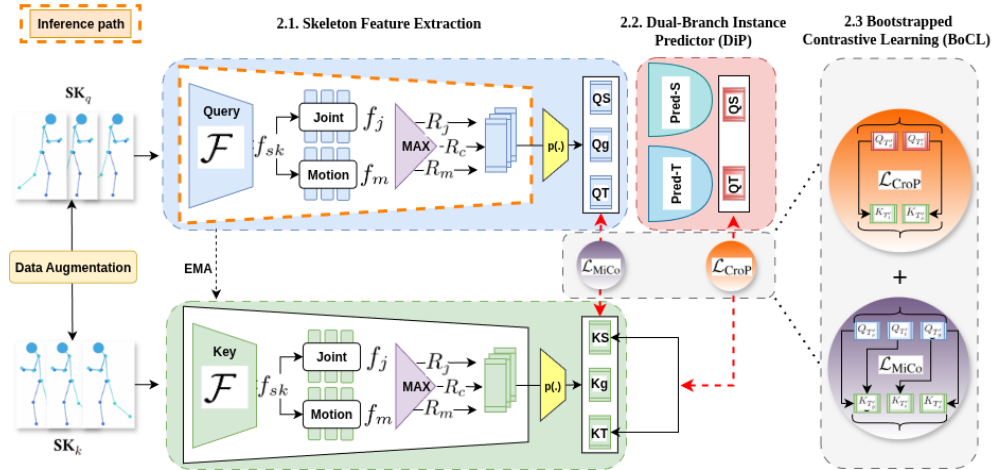 Inference path
2.1. Skeleton Feature Extraction
2.2. Dual-Branch Instance
Predictor (DiP)
2.3 Bootstrapped
Contrastive Learning (BoCL)
SK_q
Query
F
f_sk
Joint
Motion
f_j
f_m
MAX
R_j
R_c
R_m
p(.)
QS
Qg
QT
Pred-S
Pred-T
QS
QT
L_CroP
+
L_MiCo
Data Augmentation
EMA
L_MiCo
L_CroP
Key
F
f_sk
Joint
Motion
f_j
f_m
MAX
R_j
R_c
R_m
p(.)
KS
Kg
KT
SK_k